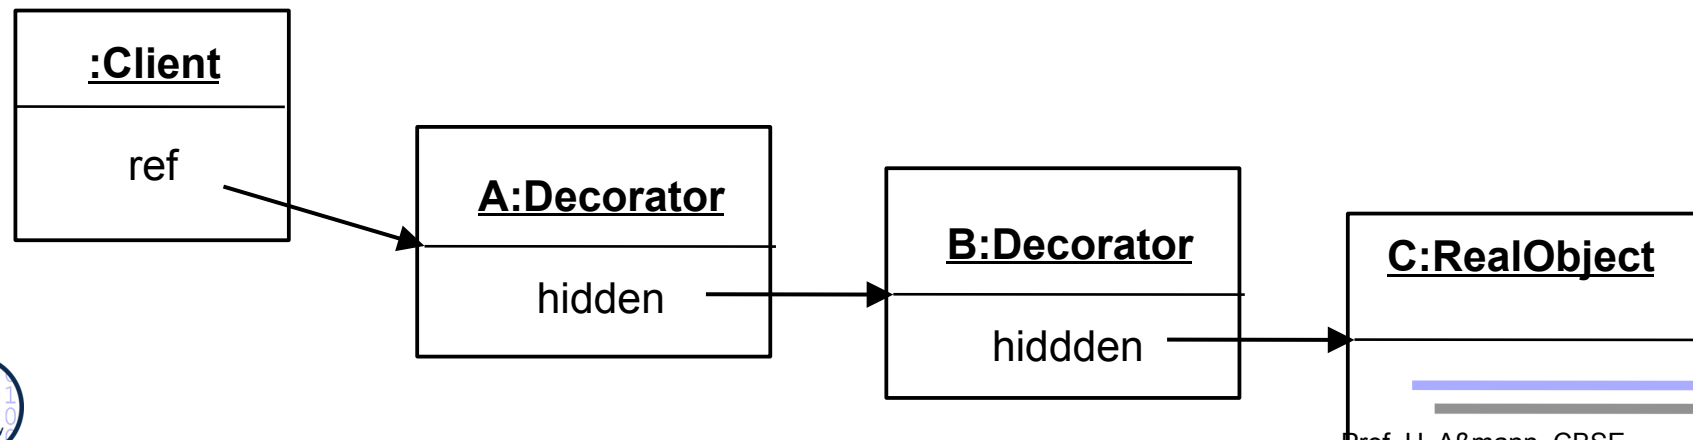 :Client
ref
A:Decorator
hidden
B:Decorator
hiddden
C:RealObject
Prof. U. Aßmann, CBSE